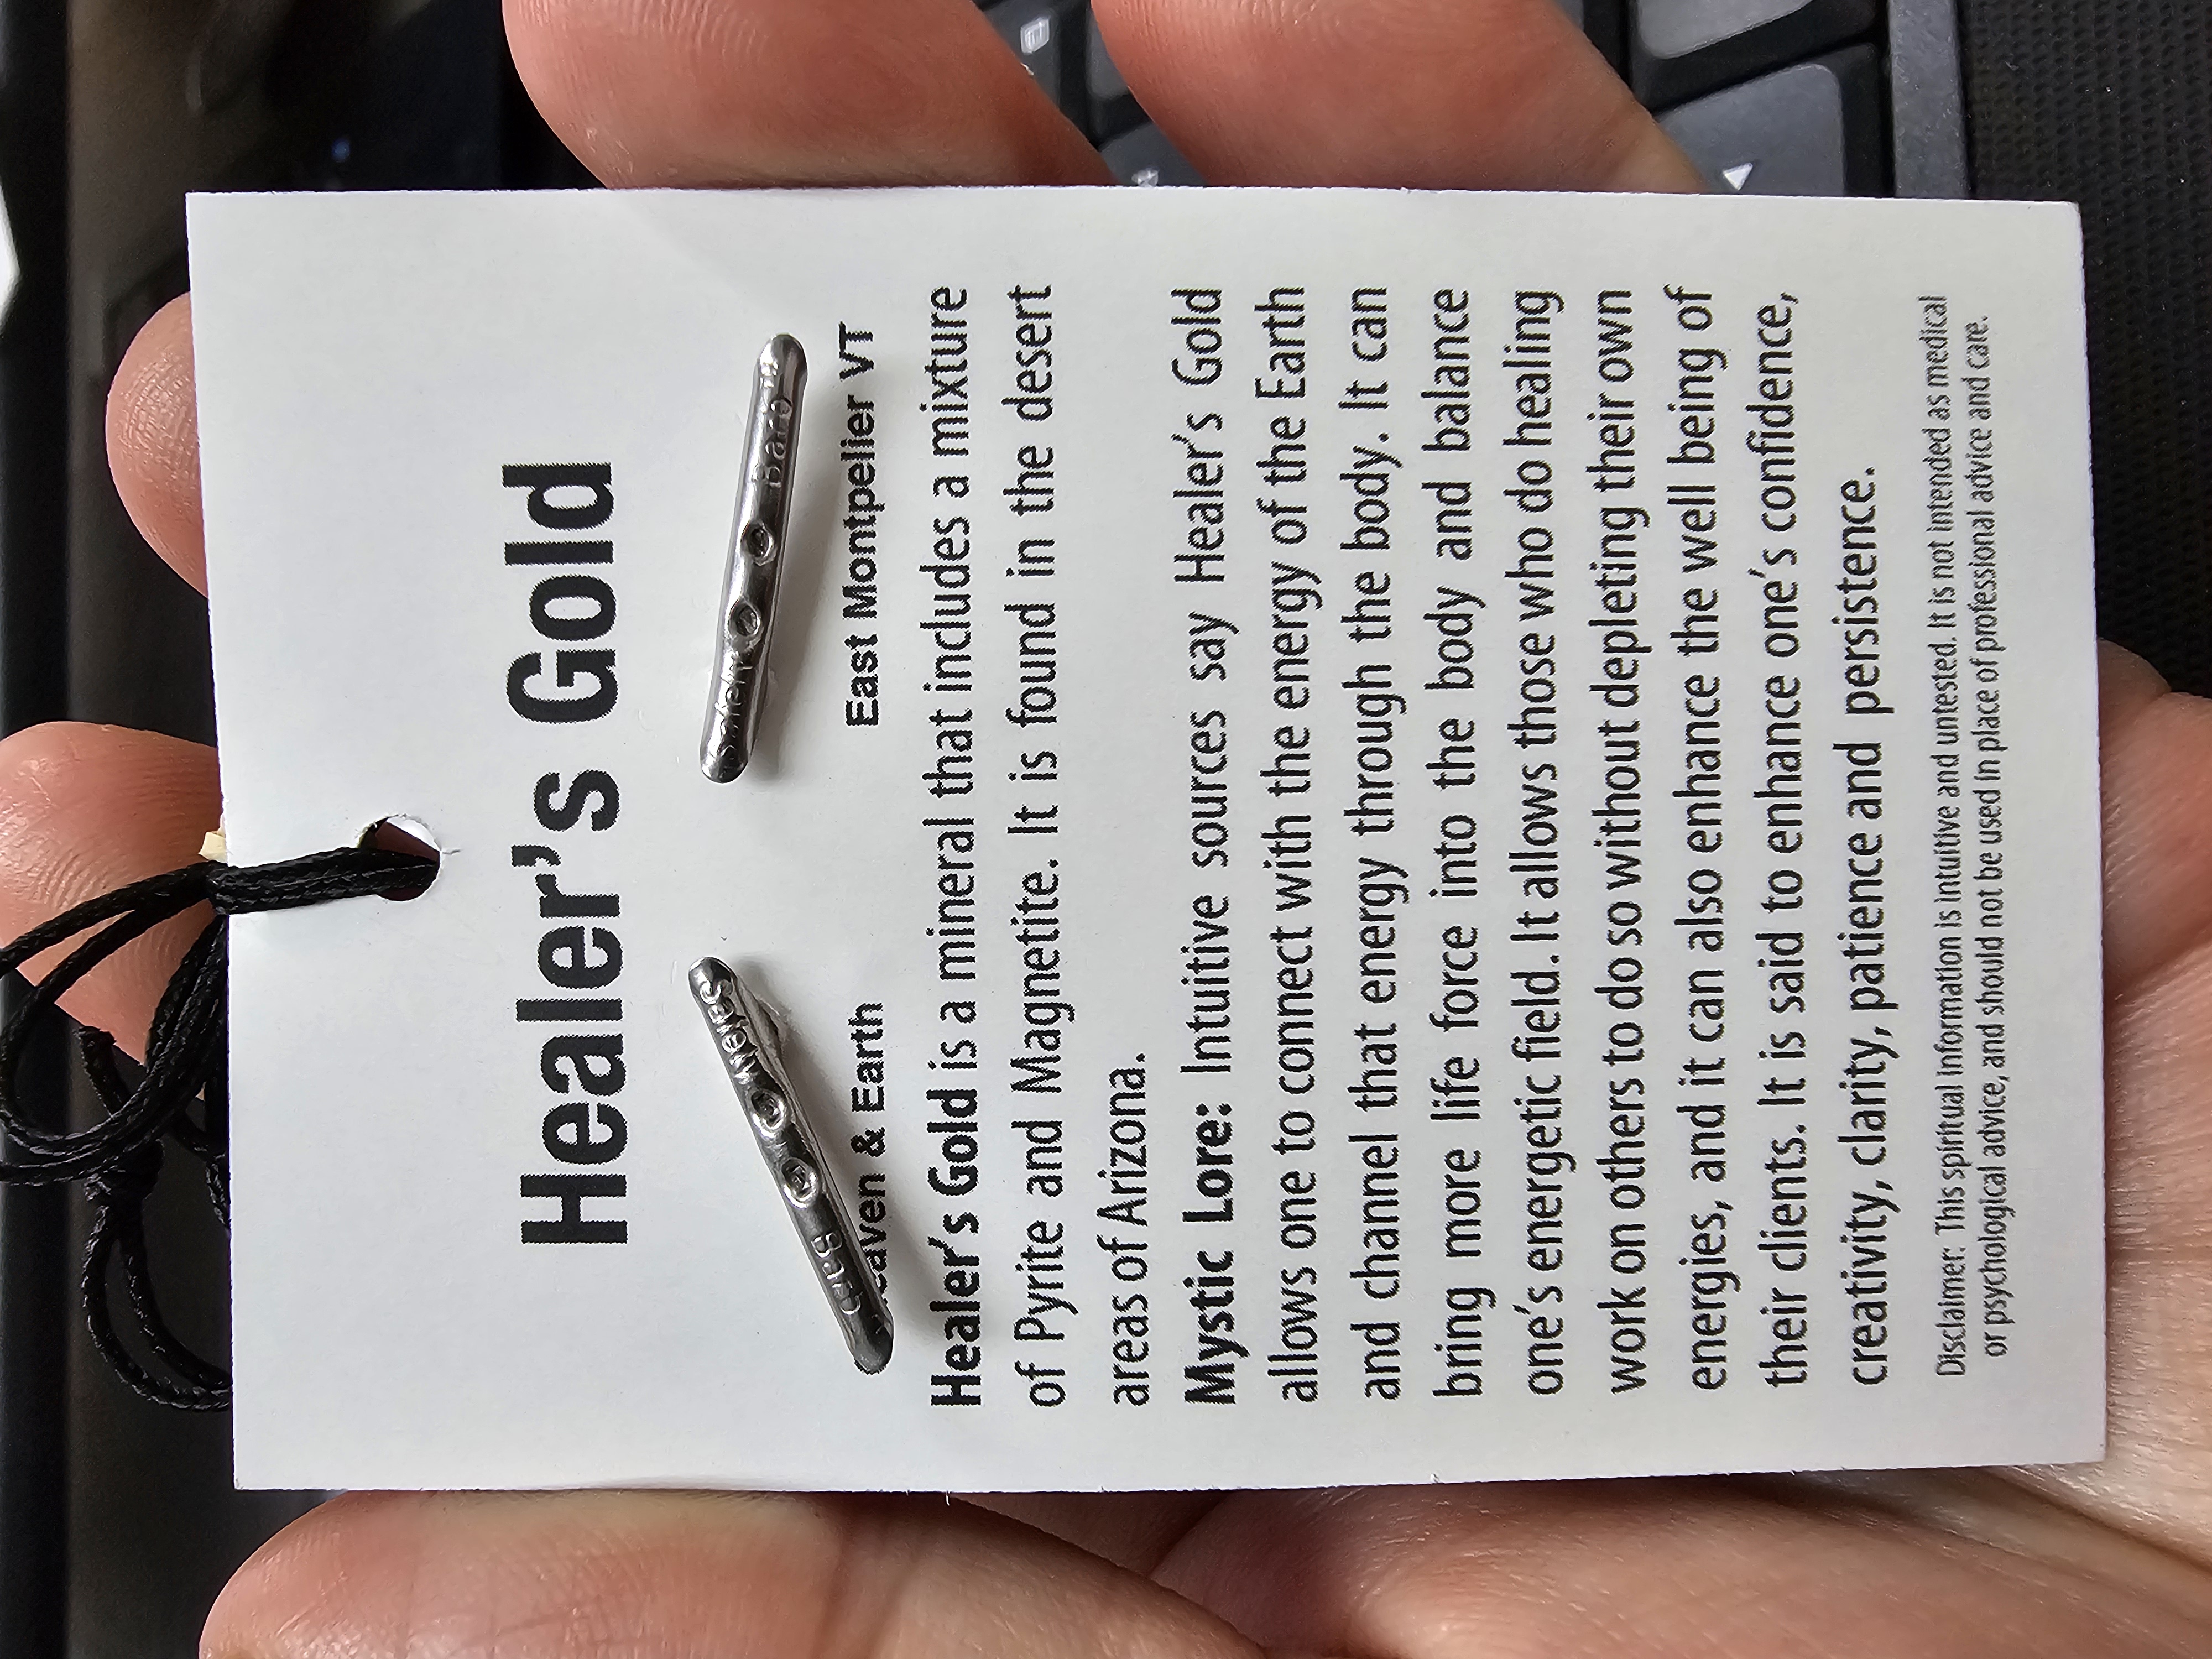 Healer's Gold
& Earth
East Montpelier VT
Healer's Gold is a mineral that includes a mixture
of Pyrite and Magnetite. It is found in the desert
areas of Arizona.
Mystic Lore: Intuitive sources say Healer's Gold
allows one to connect with the energy of the Earth
and channel that energy through the body. It can
bring more life force into the body and balance
one's energetic field. It allows those who do healing
work on others to do so without depleting their own
energies, and it can also enhance the well being of
their clients. It is said to enhance one's confidence,
creativity, clarity, patience and persistence.
Disclaimer: This spiritual information is intuitive and untested. It is not intended as medical
or psychological advice, and should not be used in place of professional advice and care.
Barb
Barb